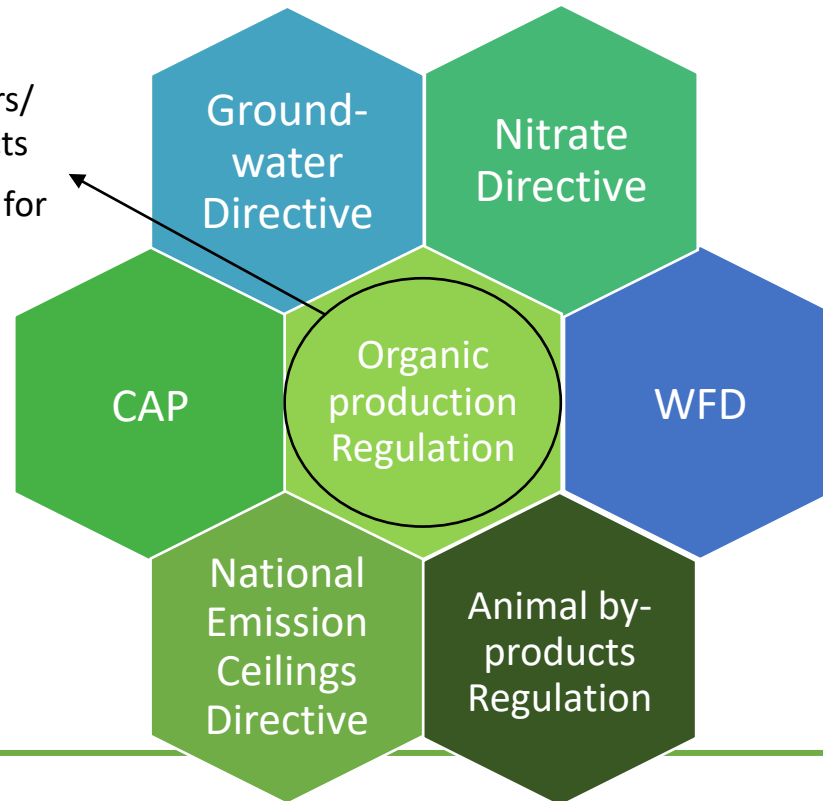 rs/
cts
for
Ground-
water
Directive
Nitrate
Directive
CAP
Organic
production
Regulation
WFD
National
Emission
Ceilings
Directive
Animal by-
products
Regulation